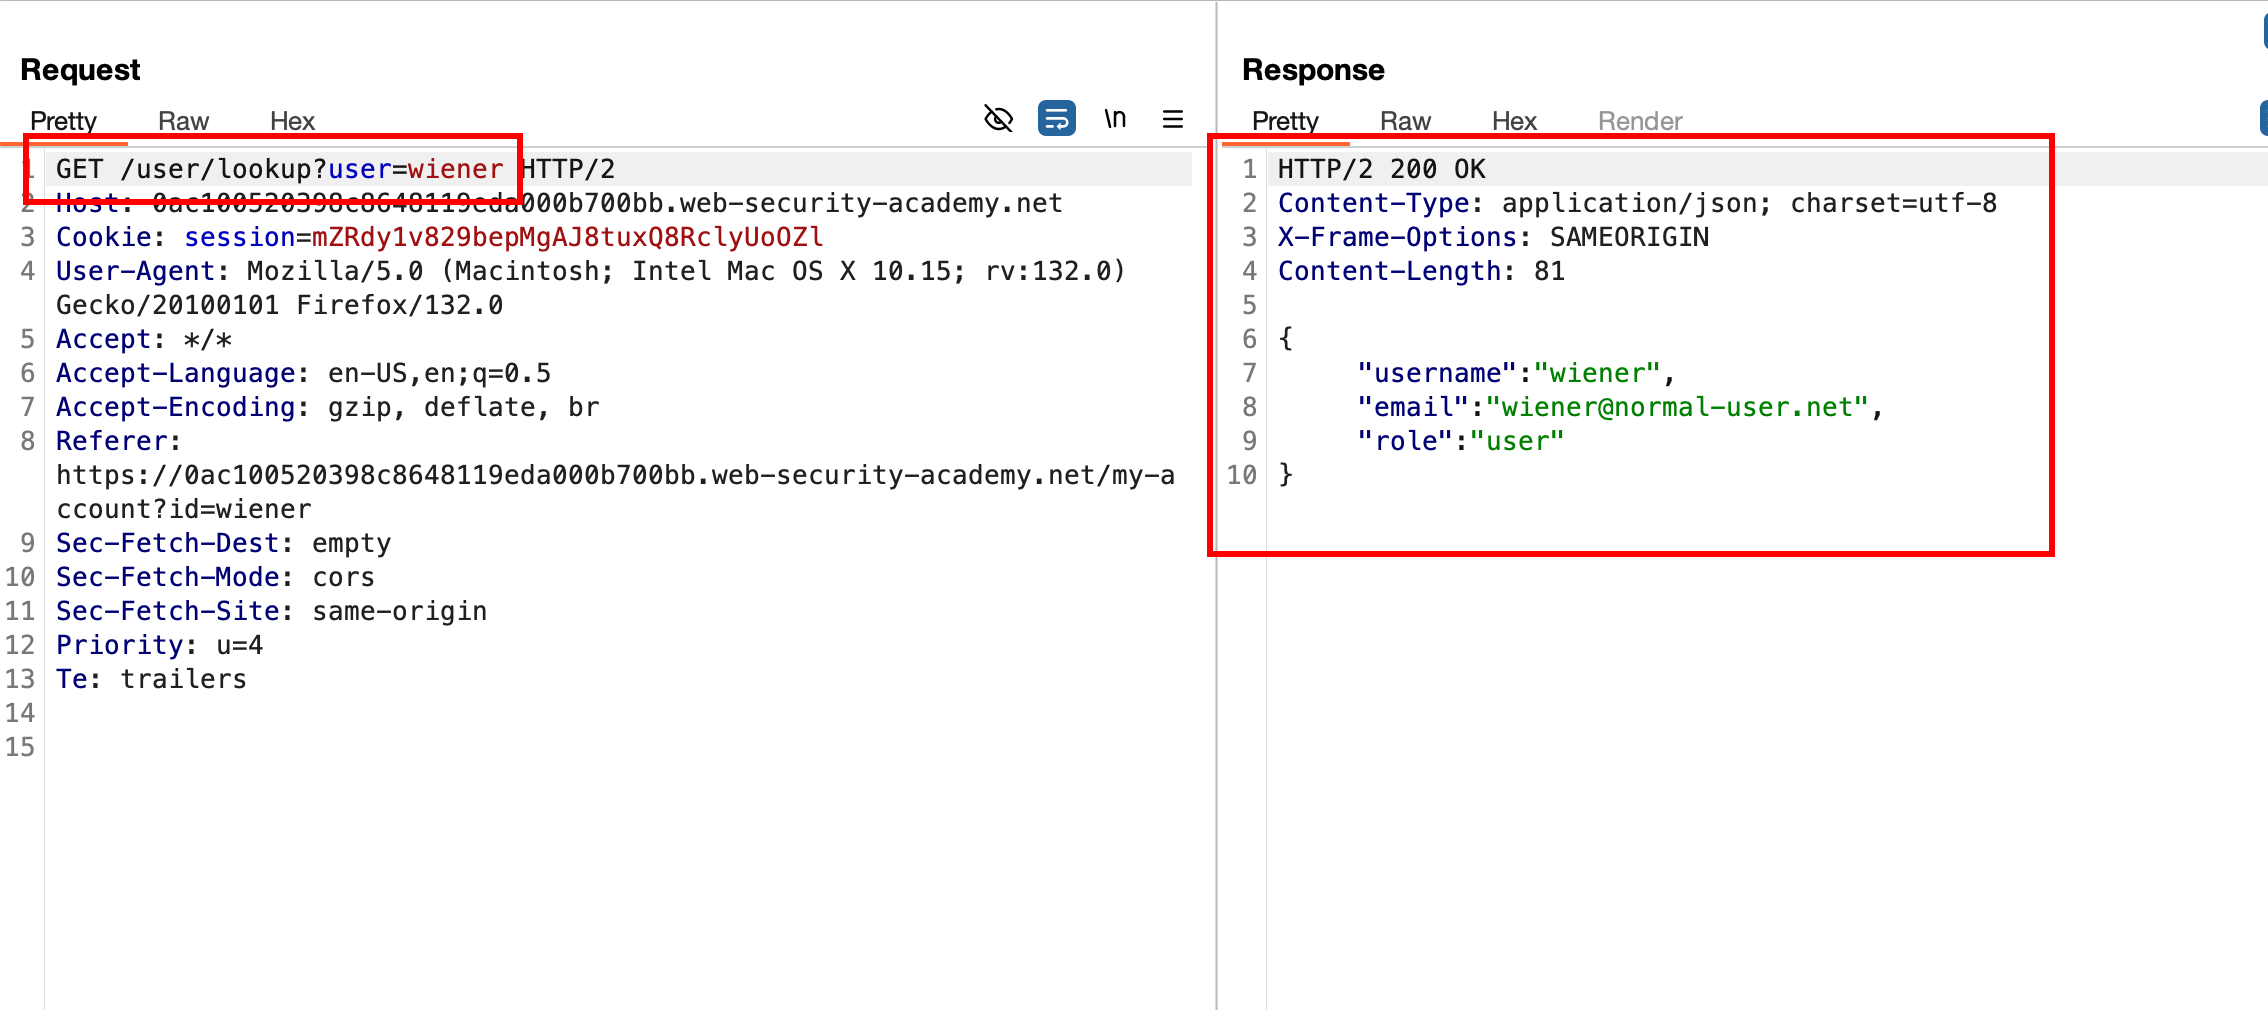 Request
Pretty Raw Hex \n
1 GET /user/lookup?user=wiener HTTP/2
2 Host: 0ac100520398c8648119eda000b700bb.web-security-academy.net
3 Cookie: session=mZRdy1v829bepMgAJ8tuxQ8RclyUoOZl
4 User-Agent: Mozilla/5.0 (Macintosh; Intel Mac OS X 10.15; rv:132.0)
Gecko/20100101 Firefox/132.0
5 Accept: */*
6 Accept-Language: en-US,en;q=0.5
7 Accept-Encoding: gzip, deflate, br
8 Referer:
https://0ac100520398c8648119eda000b700bb.web-security-academy.net/my-a
ccount?id=wiener
9 Sec-Fetch-Dest: empty
10 Sec-Fetch-Mode: cors
11 Sec-Fetch-Site: same-origin
12 Priority: u=4
13 Te: trailers
14
15
Response
Pretty Raw Hex Render
1 HTTP/2 200 OK
2 Content-Type: application/json; charset=utf-8
3 X-Frame-Options: SAMEORIGIN
4 Content-Length: 81
5
6 {
7 "username":"wiener",
8 "email":"wiener@normal-user.net",
9 "role":"user"
10 }